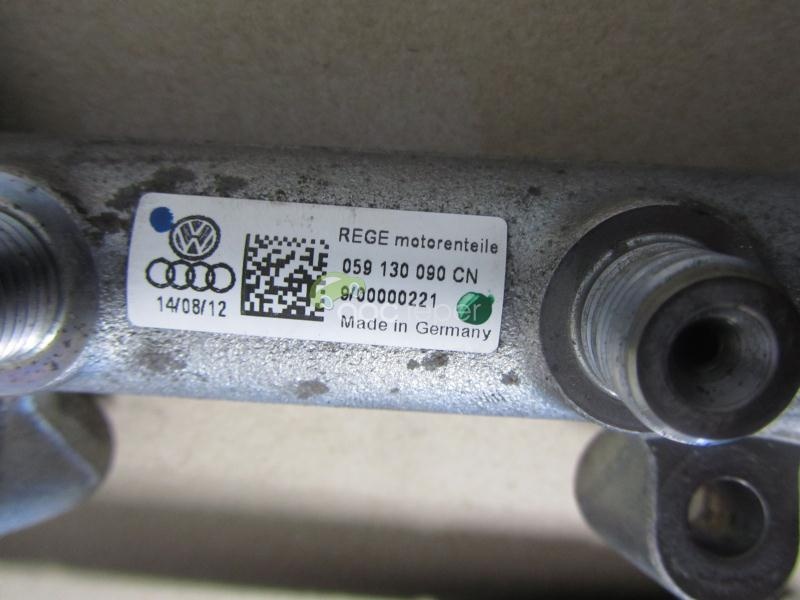 REGE motorenteile
059 130 090 CN
9/00000221
Made in Germany
14/08/12